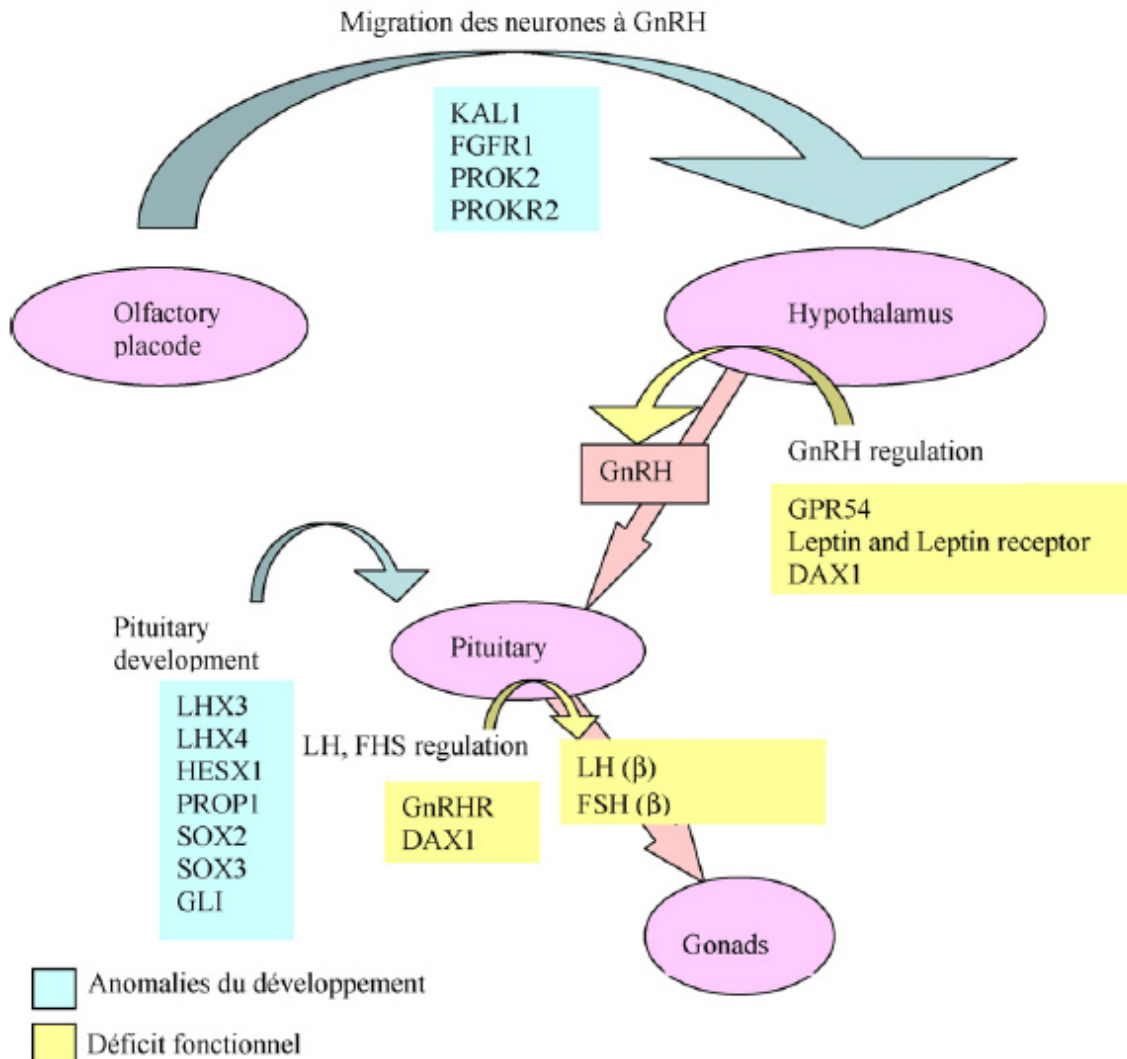 Migration des neurones à GnRH
KAL1
FGFR1
PROK2
PROKR2
Olfactory
placode
Hypothalamus
GnRH
GnRH regulation
GPR54
Leptin and Leptin receptor
DAX1
Pituitary
development
Pituitary
LHX3
LHX4
HESX1
PROP1
SOX2
SOX3
GLI
LH, FHS regulation
GnRHR
DAX1
LH (β)
FSH (β)
Gonads
Anomalies du développement
Déficit fonctionnel